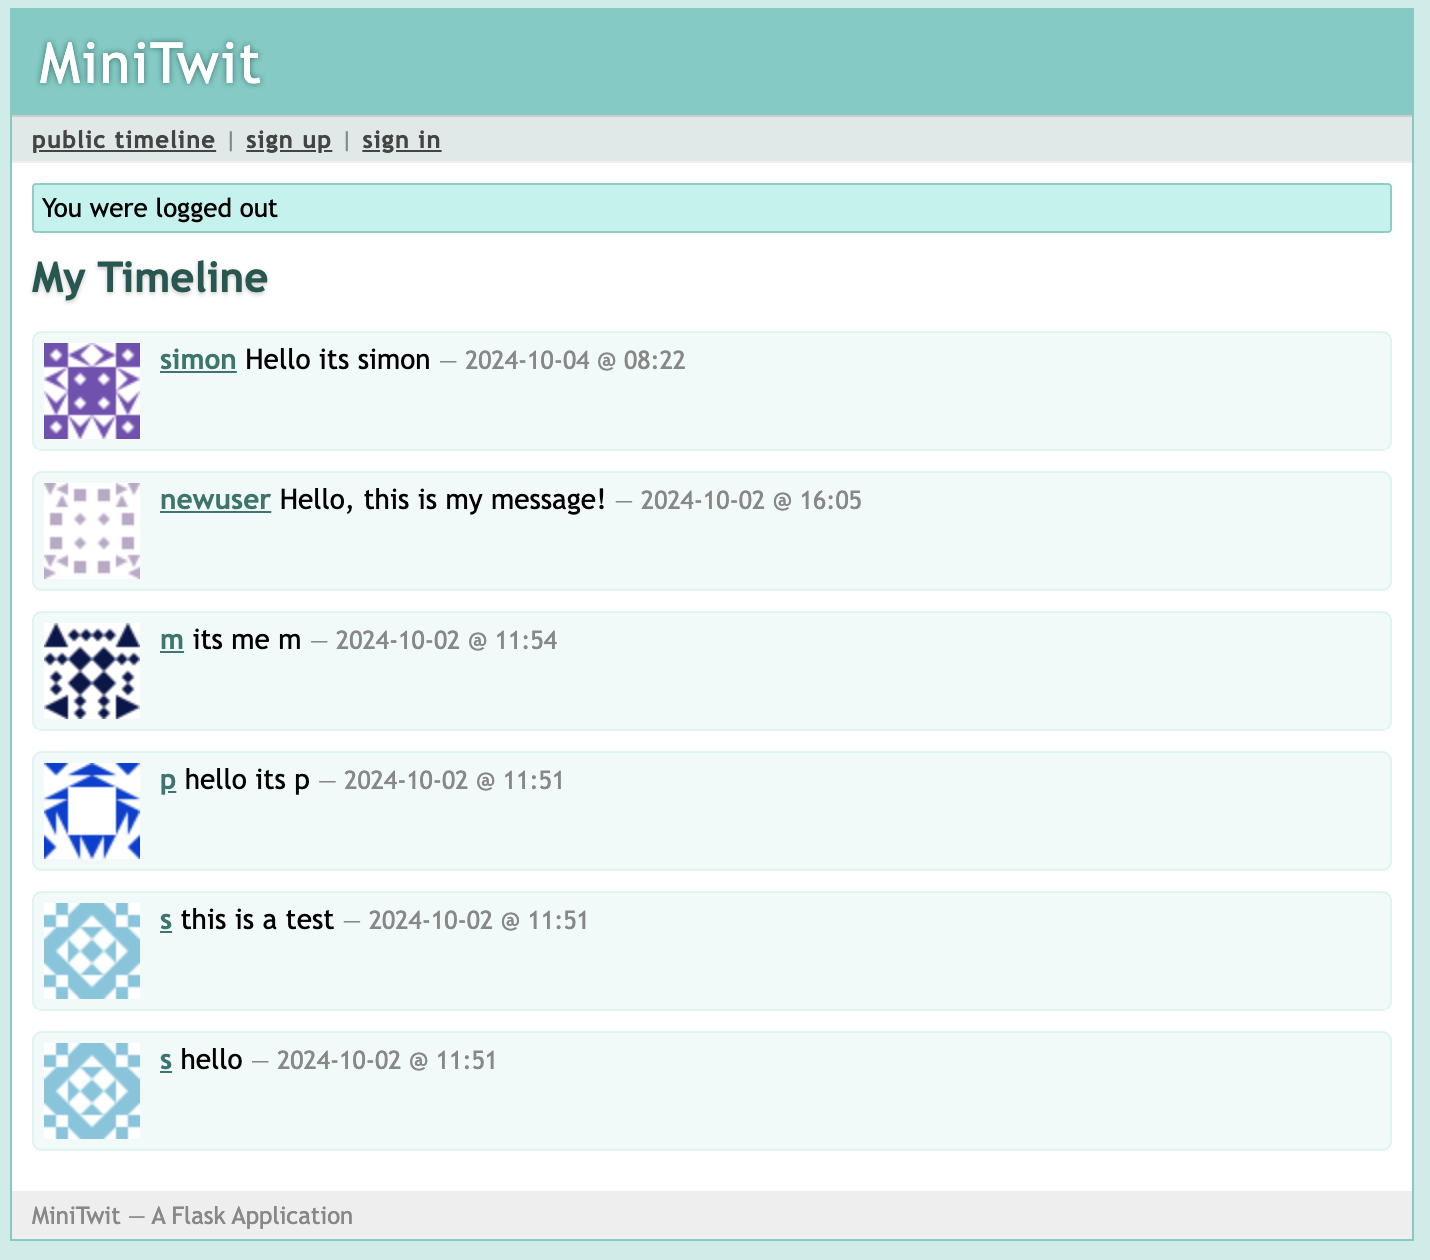 MiniTwit
public timeline | sign up | sign in
You were logged out
My Timeline
simon Hello its simon — 2024-10-04 @ 08:22
newuser Hello, this is my message! — 2024-10-02 @ 16:05
m its me m — 2024-10-02 @ 11:54
p hello its p — 2024-10-02 @ 11:51
s this is a test — 2024-10-02 @ 11:51
s hello — 2024-10-02 @ 11:51
MiniTwit — A Flask Application